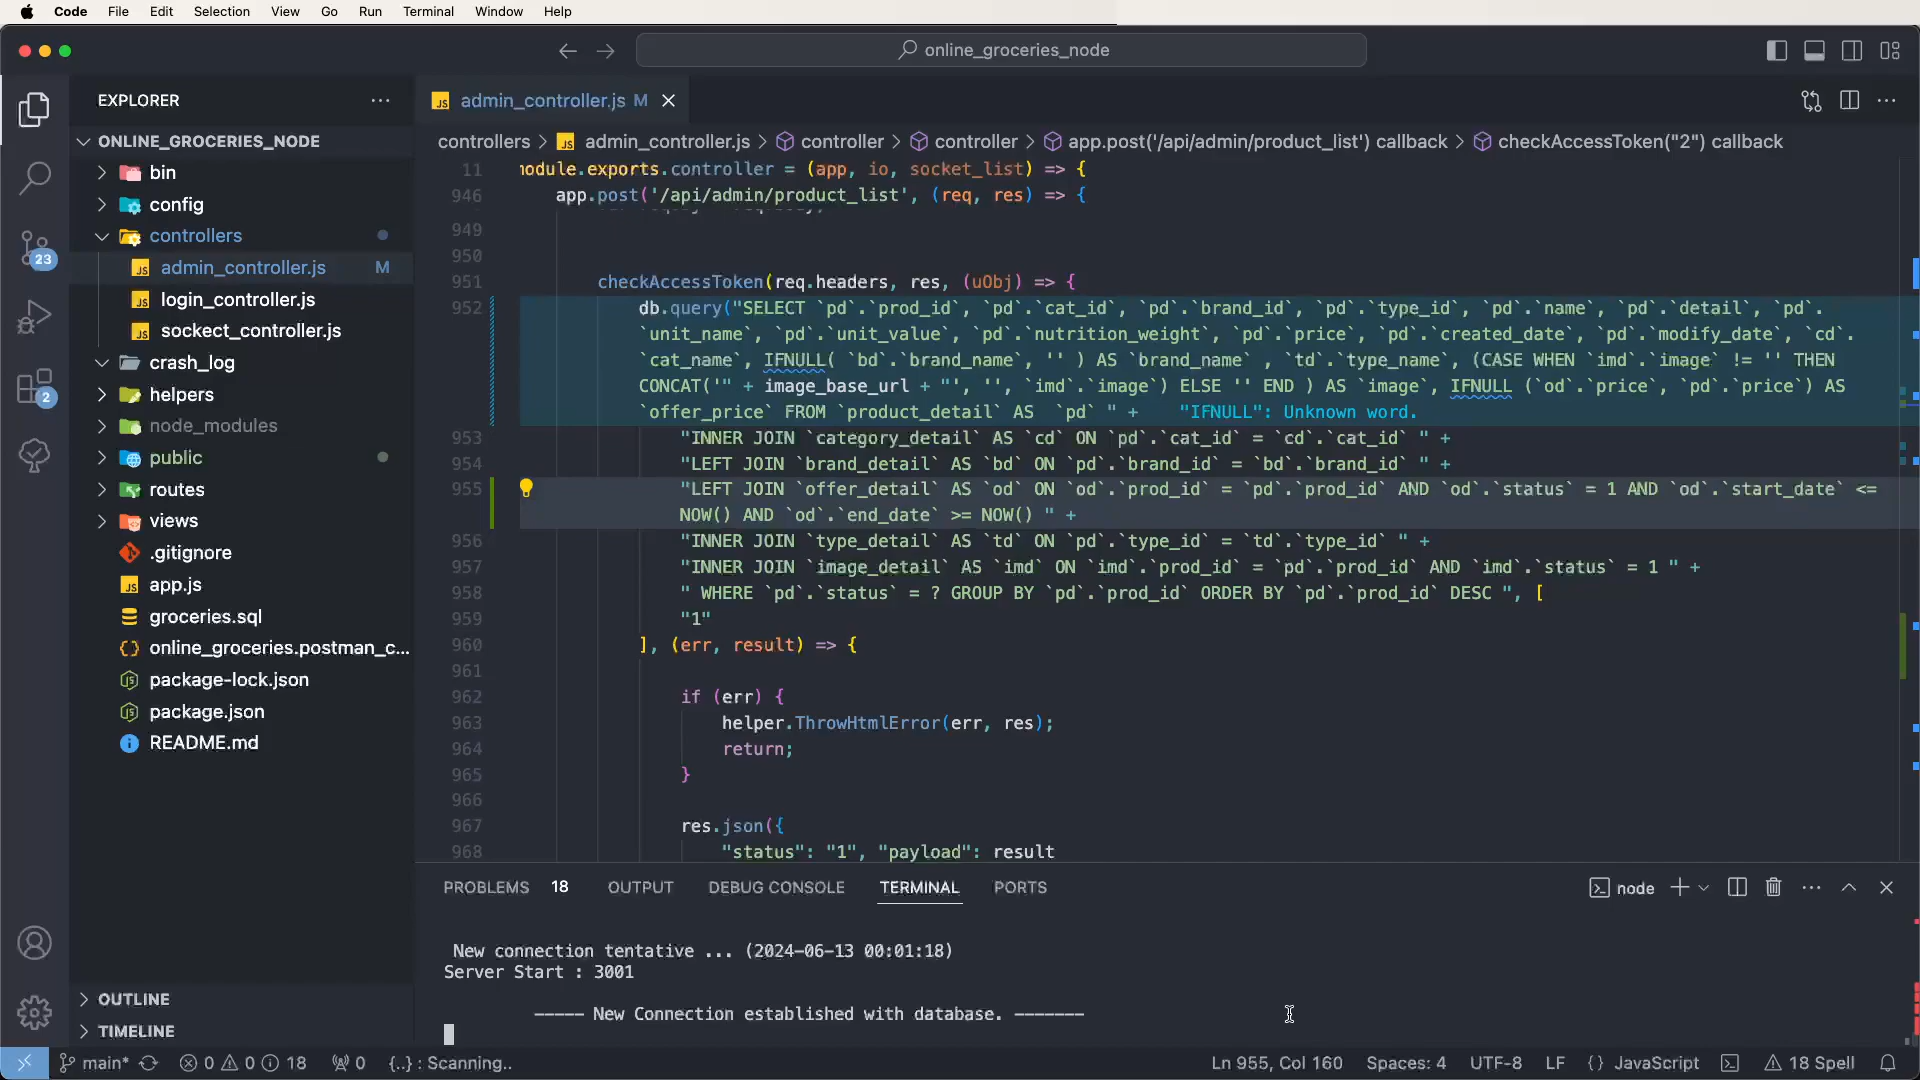 Code File Edit Selection View Go Run Terminal Window Help
online_groceries_node
EXPLORER
admin_controller.js M
ONLINE_GROCERIES_NODE
controllers > admin_controller.js > controller > controller > app.post('/api/admin/product_list') callback > checkAccessToken("2") callback
bin
config
controllers
admin_controller.js M
login_controller.js
sockect_controller.js
crash_log
helpers
node_modules
public
routes
views
.gitignore
app.js
groceries.sql
online_groceries.postman_c...
package-lock.json
package.json
README.md
OUTLINE
TIMELINE
23
2
11 module.exports.controller = (app, io, socket_list) => {
946 app.post('/api/admin/product_list', (req, res) => {
949
950
951 checkAccessToken(req.headers, res, (uObj) => {
952 db.query("SELECT `pd`.`prod_id`, `pd`.`cat_id`, `pd`.`brand_id`, `pd`.`type_id`, `pd`.`name`, `pd`.`detail`, `pd`.
`unit_name`, `pd`.`unit_value`, `pd`.`nutrition_weight`, `pd`.`price`, `pd`.`created_date`, `pd`.`modify_date`, `cd`.
`cat_name`, IFNULL( `bd`.`brand_name`, '' ) AS `brand_name` , `td`.`type_name`, (CASE WHEN `imd`.`image` != '' THEN
CONCAT('" + image_base_url + "', '', `imd`.`image`) ELSE '' END ) AS `image`, IFNULL (`od`.`price`, `pd`.`price`) AS
`offer_price` FROM `product_detail` AS `pd` " + "IFNULL": Unknown word.
953 "INNER JOIN `category_detail` AS `cd` ON `pd`.`cat_id` = `cd`.`cat_id` " +
954 "LEFT JOIN `brand_detail` AS `bd` ON `pd`.`brand_id` = `bd`.`brand_id` " +
955 "LEFT JOIN `offer_detail` AS `od` ON `od`.`prod_id` = `pd`.`prod_id` AND `od`.`status` = 1 AND `od`.`start_date` <=
NOW() AND `od`.`end_date` >= NOW() " +
956 "INNER JOIN `type_detail` AS `td` ON `pd`.`type_id` = `td`.`type_id` " +
957 "INNER JOIN `image_detail` AS `imd` ON `imd`.`prod_id` = `pd`.`prod_id` AND `imd`.`status` = 1 " +
958 " WHERE `pd`.`status` = ? GROUP BY `pd`.`prod_id` ORDER BY `pd`.`prod_id` DESC ", [
959 "1"
960 ], (err, result) => {
961
962 if (err) {
963 helper.ThrowHtmlError(err, res);
964 return;
965 }
966
967 res.json({
968 "status": "1", "payload": result
PROBLEMS 18 OUTPUT DEBUG CONSOLE TERMINAL PORTS
node
New connection tentative ... (2024-06-13 00:01:18)
Server Start : 3001
----- New Connection established with database. -------
main* 0 0 18 0 {..} : Scanning.. Ln 955, Col 160 Spaces: 4 UTF-8 LF {} JavaScript 18 Spell